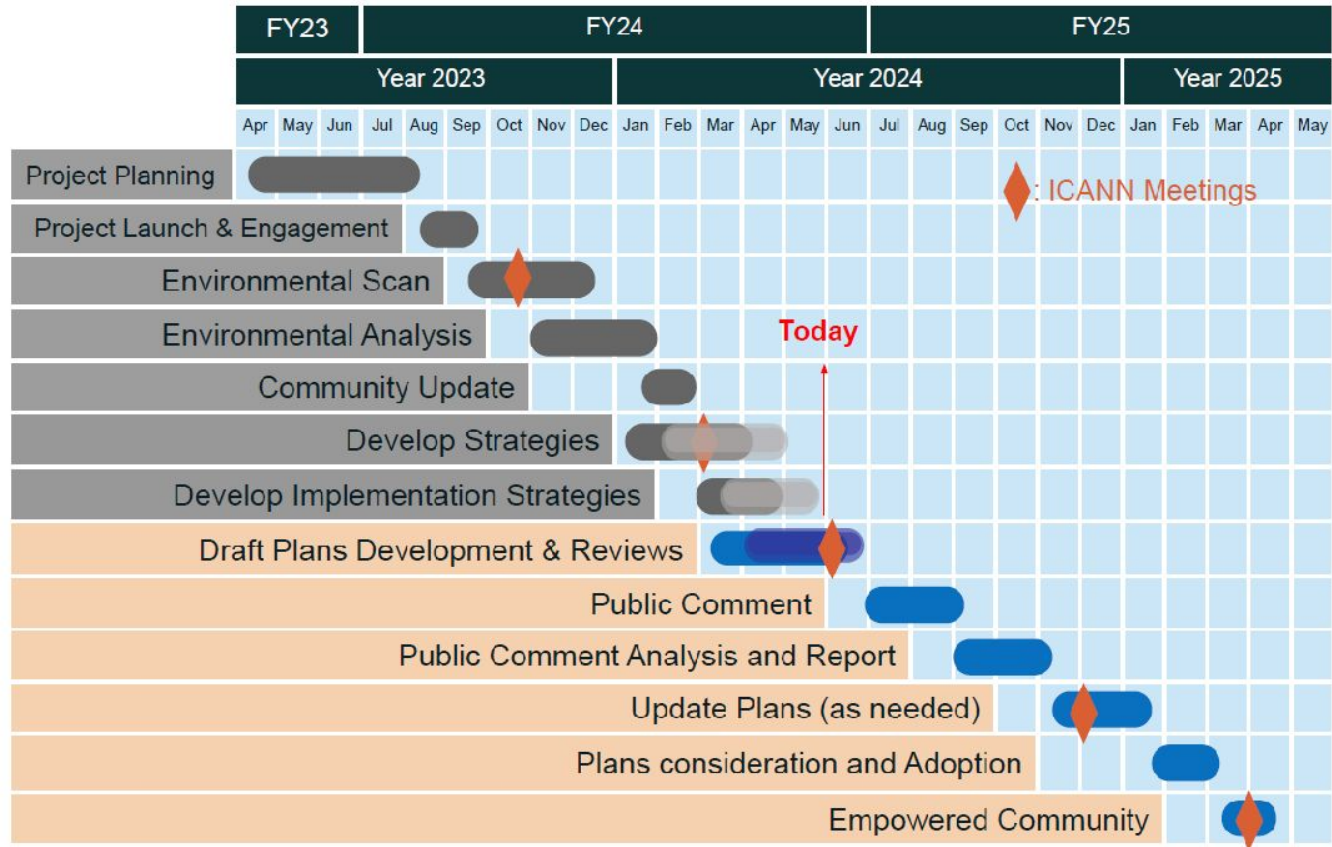 FY23 FY24 FY25
Year 2023 Year 2024 Year 2025
Apr May Jun Jul Aug Sep Oct Nov Dec Jan Feb Mar Apr May Jun Jul Aug Sep Oct Nov Dec Jan Feb Mar Apr May
Project Planning
: ICANN Meetings
Project Launch & Engagement
Environmental Scan
Environmental Analysis
Today
Community Update
Develop Strategies
Develop Implementation Strategies
Draft Plans Development & Reviews
Public Comment
Public Comment Analysis and Report
Update Plans (as needed)
Plans consideration and Adoption
Empowered Community